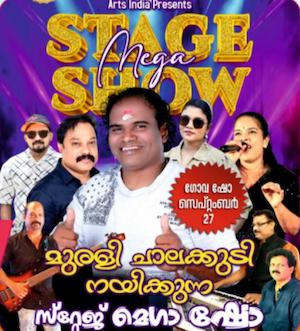 Arts India Presents
STAGE
Mega
SHOW
ഗോവ ഷോ
സെപ്റ്റംബർ
27
മുരളി ചാലക്കുടി
നയിക്കുന്ന
സ്റ്റേജ് മെഗാ ഷോ